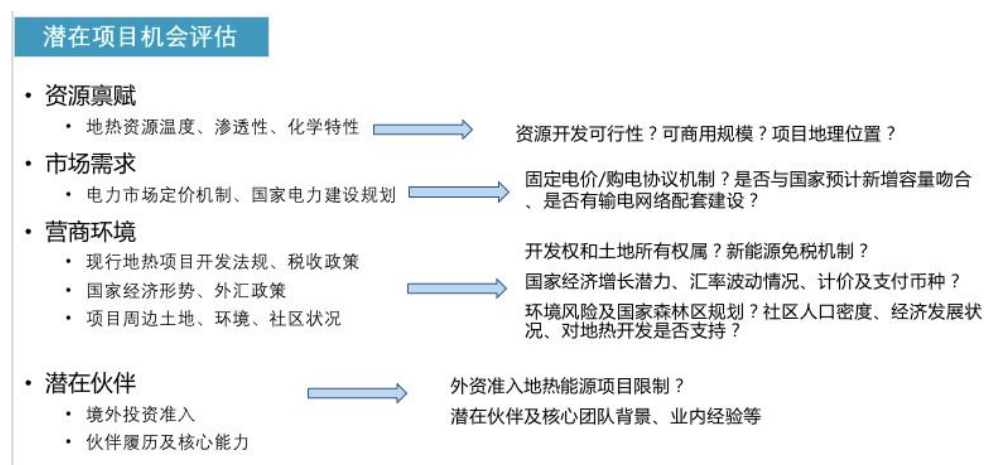 潜在项目机会评估
• 资源禀赋
• 地热资源温度、渗透性、化学特性
资源开发可行性？可商用规模？项目地理位置？
• 市场需求
• 电力市场定价机制、国家电力建设规划
固定电价/购电协议机制？是否与国家预计新增容量吻合
、是否有输电网络配套建设？
• 营商环境
• 现行地热项目开发法规、税收政策
开发权和土地所有权属？新能源免税机制？
• 国家经济形势、外汇政策
国家经济增长潜力、汇率波动情况、计价及支付币种？
• 项目周边土地、环境、社区状况
环境风险及国家森林区规划？社区人口密度、经济发展状
况、对地热开发是否支持？
• 潜在伙伴
外资准入地热能源项目限制？
• 境外投资准入
潜在伙伴及核心团队背景、业内经验等
• 伙伴履历及核心能力